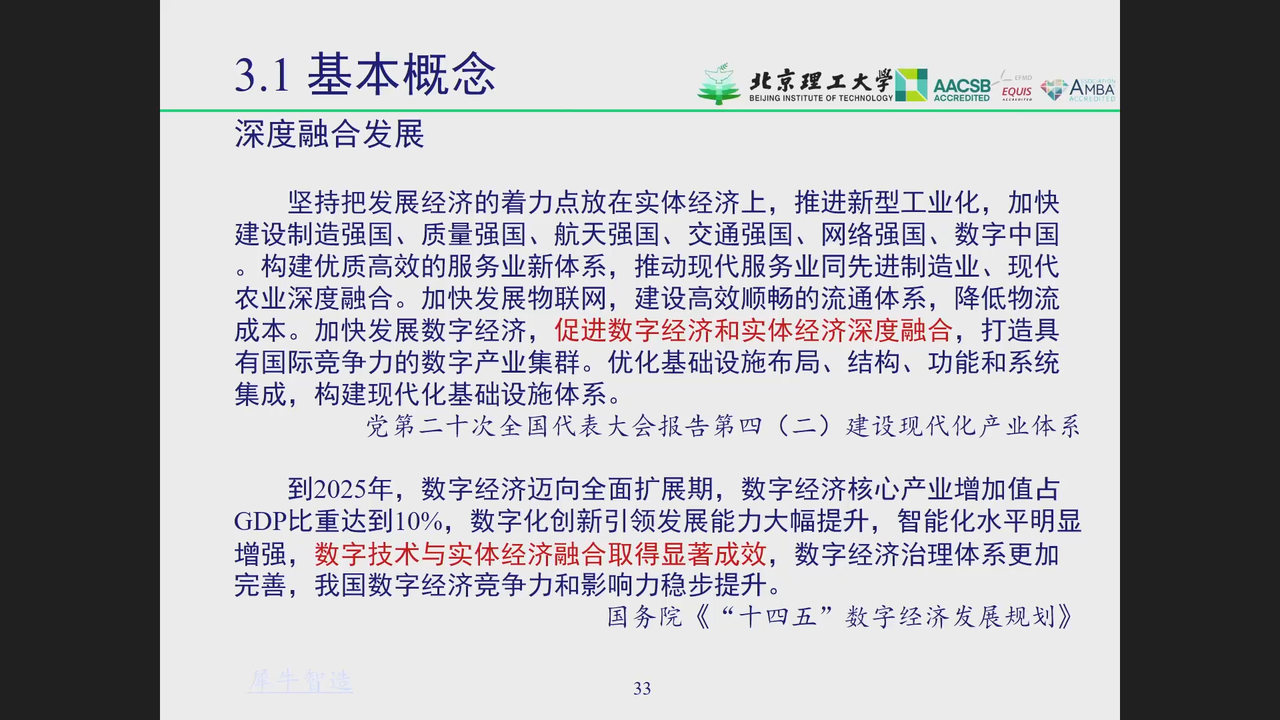 3.1 基本概念
北京理工大学
BEIJING INSTITUTE OF TECHNOLOGY
AACSB
ACCREDITED
EFMD
EQUIS
ACCREDITED
ASSOCIATION
AMBA
ACCREDITED
深度融合发展
坚持把发展经济的着力点放在实体经济上，推进新型工业化，加快
建设制造强国、质量强国、航天强国、交通强国、网络强国、数字中国
。构建优质高效的服务业新体系，推动现代服务业同先进制造业、现代
农业深度融合。加快发展物联网，建设高效顺畅的流通体系，降低物流
成本。加快发展数字经济，促进数字经济和实体经济深度融合，打造具
有国际竞争力的数字产业集群。优化基础设施布局、结构、功能和系统
集成，构建现代化基础设施体系。
党第二十次全国代表大会报告第四（二）建设现代化产业体系
到2025年，数字经济迈向全面扩展期，数字经济核心产业增加值占
GDP比重达到10%，数字化创新引领发展能力大幅提升，智能化水平明显
增强，数字技术与实体经济融合取得显著成效，数字经济治理体系更加
完善，我国数字经济竞争力和影响力稳步提升。
国务院《“十四五”数字经济发展规划》
犀牛智造
33